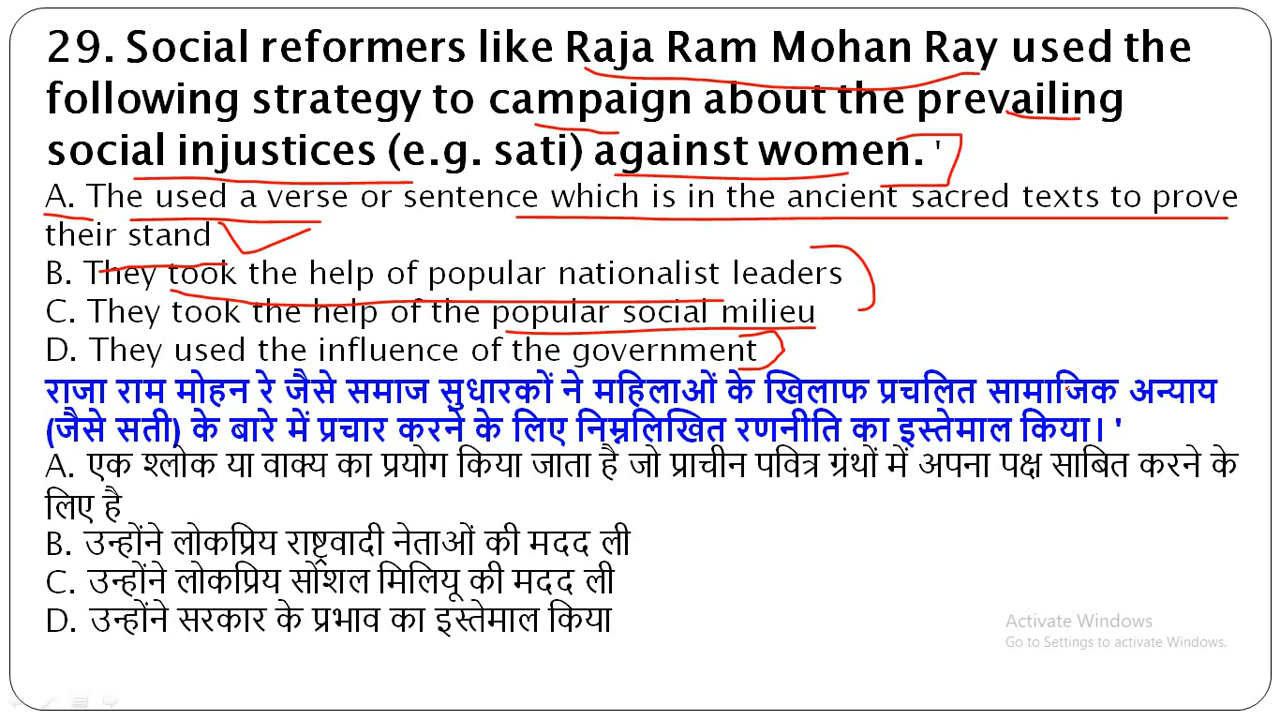 29. Social reformers like Raja Ram Mohan Ray used the
following strategy to campaign about the prevailing
social injustices (e.g. sati) against women. '
A. The used a verse or sentence which is in the ancient sacred texts to prove
their stand
B. They took the help of popular nationalist leaders
C. They took the help of the popular social milieu
D. They used the influence of the government
राजा राम मोहन रे जैसे समाज सुधारकों ने महिलाओं के खिलाफ प्रचलित सामाजिक अन्याय
(जैसे सती) के बारे में प्रचार करने के लिए निम्नलिखित रणनीति का इस्तेमाल किया। '
A. एक श्लोक या वाक्य का प्रयोग किया जाता है जो प्राचीन पवित्र ग्रंथों में अपना पक्ष साबित करने के
लिए है
B. उन्होंने लोकप्रिय राष्ट्रवादी नेताओं की मदद ली
C. उन्होंने लोकप्रिय सोशल मिलियू की मदद ली
D. उन्होंने सरकार के प्रभाव का इस्तेमाल किया
Activate Windows
Go to Settings to activate Windows.